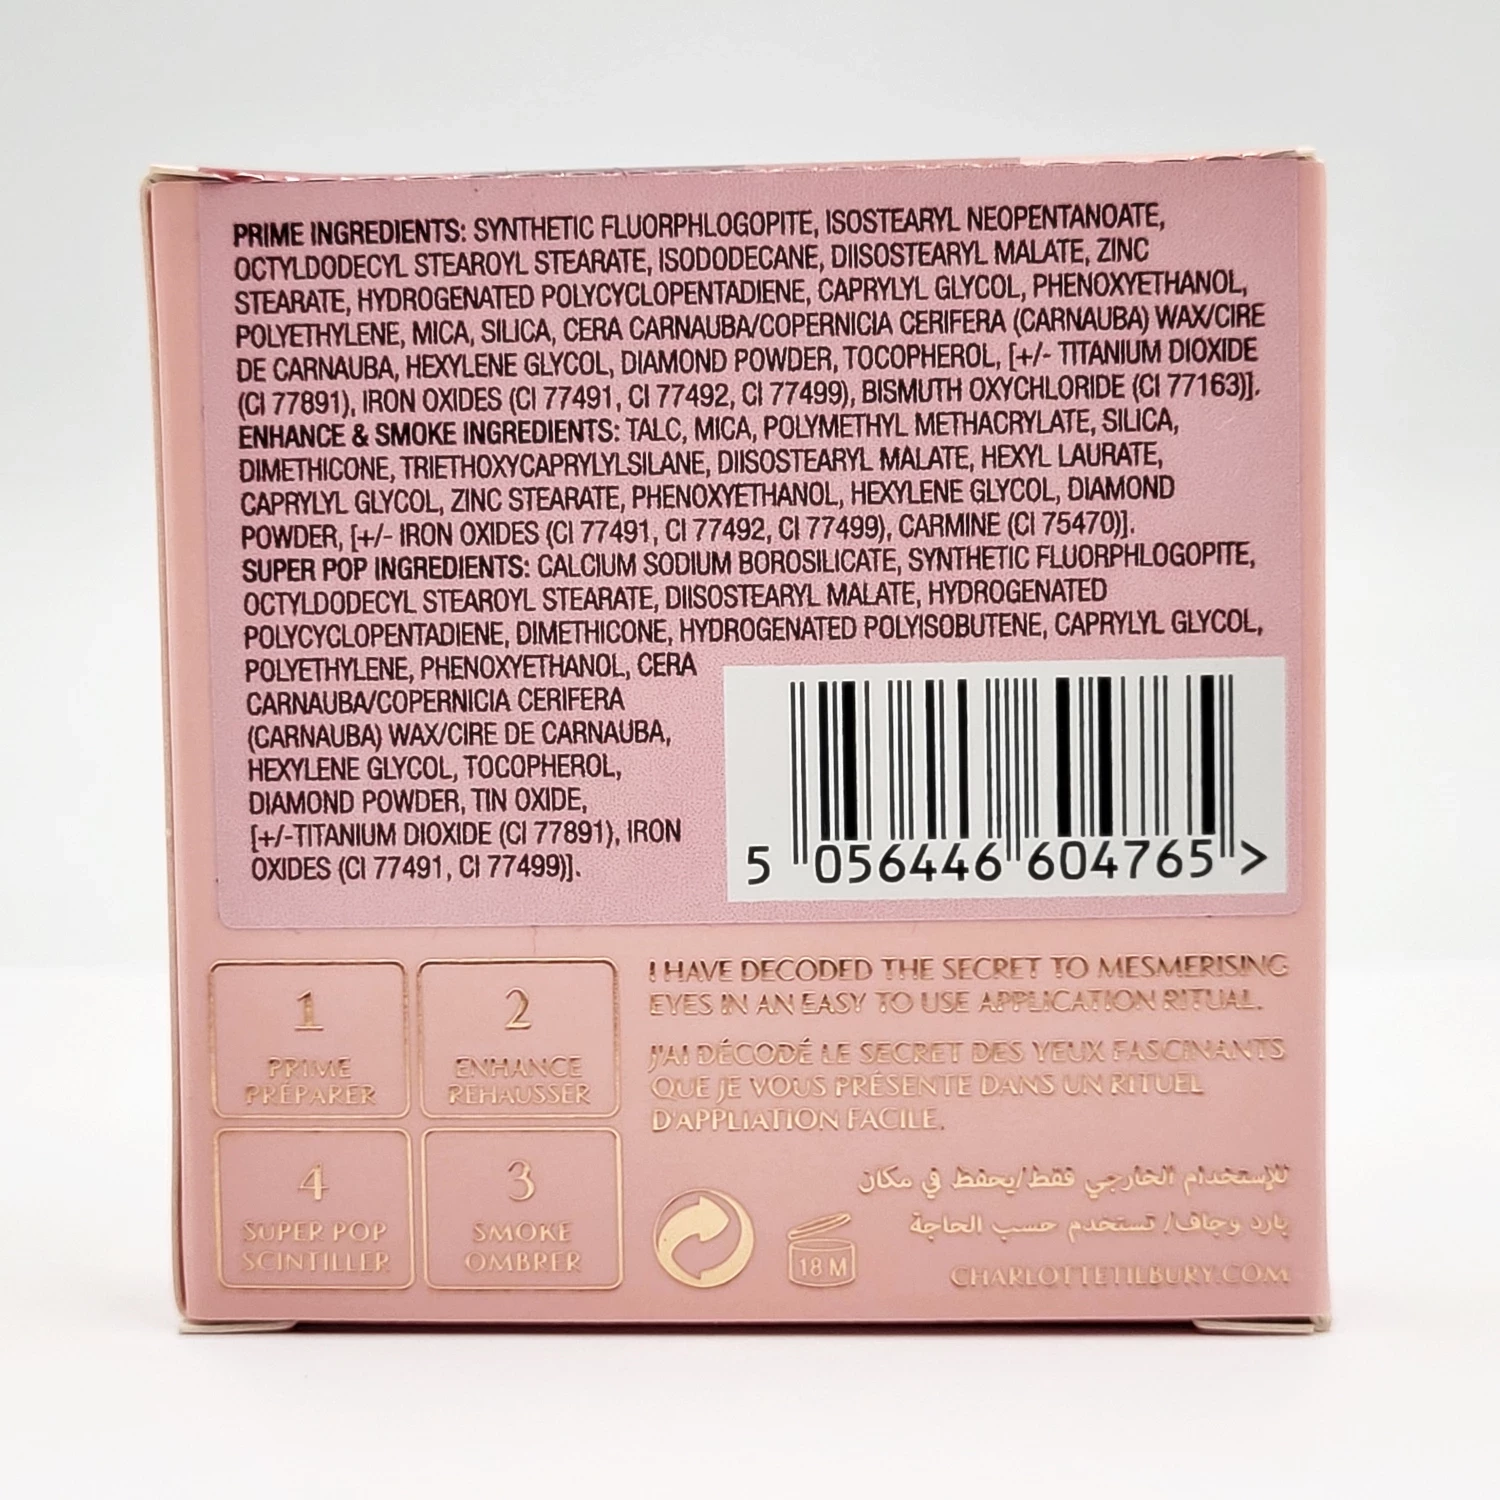 PRIME INGREDIENTS: SYNTHETIC FLUORPHLOGOPITE, ISOSTEARYL NEOPENTANOATE,
OCTYLDODECYL STEAROYL STEARATE, ISODODECANE, DIISOSTEARYL MALATE, ZINC
STEARATE, HYDROGENATED POLYCYCLOPENTADIENE, CAPRYLYL GLYCOL, PHENOXYETHANOL,
POLYETHYLENE, MICA, SILICA, CERA CARNAUBA/COPERNICIA CERIFERA (CARNAUBA) WAX/CIRE
DE CARNAUBA, HEXYLENE GLYCOL, DIAMOND POWDER, TOCOPHEROL, [+/- TITANIUM DIOXIDE
(CI 77891), IRON OXIDES (CI 77491, CI 77492, CI 77499), BISMUTH OXYCHLORIDE (CI 77163)].
ENHANCE & SMOKE INGREDIENTS: TALC, MICA, POLYMETHYL METHACRYLATE, SILICA,
DIMETHICONE, TRIETHOXYCAPRYLYLSILANE, DIISOSTEARYL MALATE, HEXYL LAURATE,
CAPRYLYL GLYCOL, ZINC STEARATE, PHENOXYETHANOL, HEXYLENE GLYCOL, DIAMOND
POWDER, [+/- IRON OXIDES (CI 77491, CI 77492, CI 77499), CARMINE (CI 75470)].
SUPER POP INGREDIENTS: CALCIUM SODIUM BOROSILICATE, SYNTHETIC FLUORPHLOGOPITE,
OCTYLDODECYL STEAROYL STEARATE, DIISOSTEARYL MALATE, HYDROGENATED
POLYCYCLOPENTADIENE, DIMETHICONE, HYDROGENATED POLYISOBUTENE, CAPRYLYL GLYCOL,
POLYETHYLENE, PHENOXYETHANOL, CERA
CARNAUBA/COPERNICIA CERIFERA
(CARNAUBA) WAX/CIRE DE CARNAUBA,
HEXYLENE GLYCOL, TOCOPHEROL,
DIAMOND POWDER, TIN OXIDE,
[+/-TITANIUM DIOXIDE (CI 77891), IRON
OXIDES (CI 77491, CI 77499)].
5 056446 604765 >
1
PRIME
PRÉPARER
2
ENHANCE
REHAUSSER
4
SUPER POP
SCINTILLER
3
SMOKE
OMBRER
I HAVE DECODED THE SECRET TO MESMERISING
EYES IN AN EASY TO USE APPLICATION RITUAL.
J'AI DÉCODÉ LE SECRET DES YEUX FASCINANTS
QUE JE VOUS PRÉSENTE DANS UN RITUEL
D'APPLIATION FACILE.
للإستخدام الخارجي فقط/يحفظ في مكان
بارد وجاف/ تستخدم حسب الحاجة
18 M
CHARLOTTETILBURY.COM